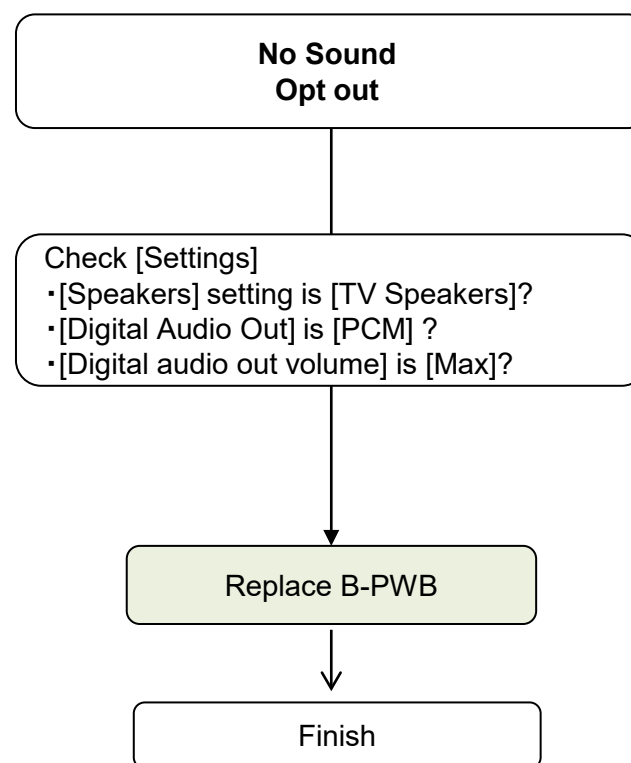 No Sound
Opt out
Check [Settings]
・[Speakers] setting is [TV Speakers]?
・[Digital Audio Out] is [PCM] ?
・[Digital audio out volume] is [Max]?
Replace B-PWB
Finish